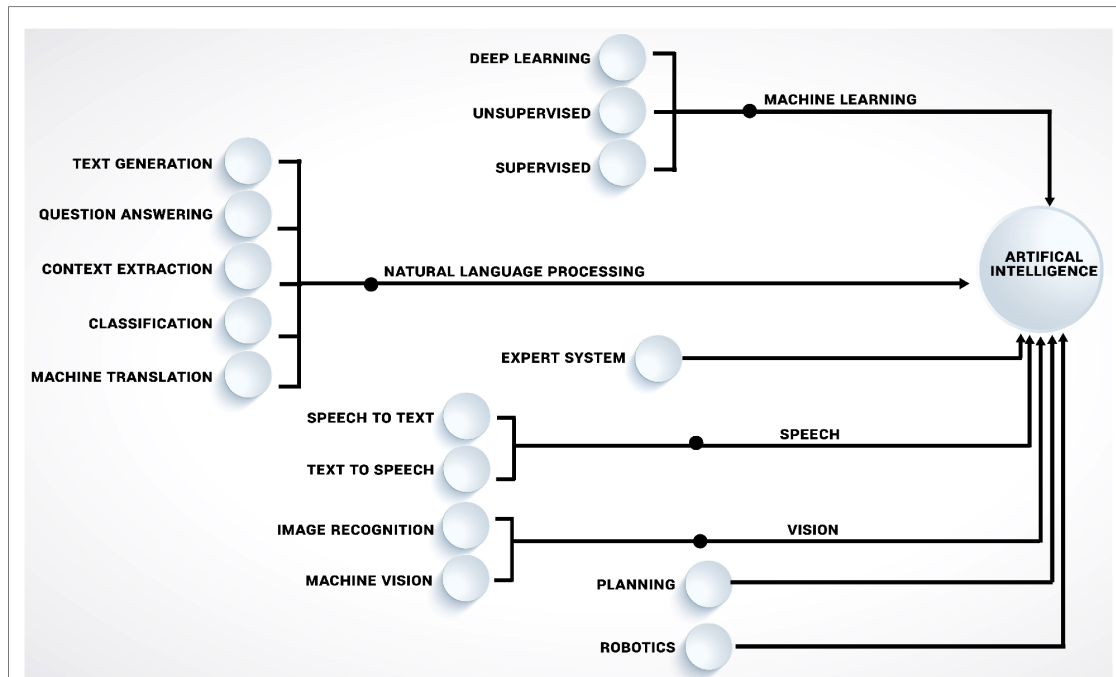 DEEP LEARNING
UNSUPERVISED
SUPERVISED
MACHINE LEARNING
TEXT GENERATION
QUESTION ANSWERING
CONTEXT EXTRACTION
CLASSIFICATION
MACHINE TRANSLATION
NATURAL LANGUAGE PROCESSING
ARTIFICAL
INTELLIGENCE
EXPERT SYSTEM
SPEECH TO TEXT
TEXT TO SPEECH
SPEECH
IMAGE RECOGNITION
MACHINE VISION
VISION
PLANNING
ROBOTICS